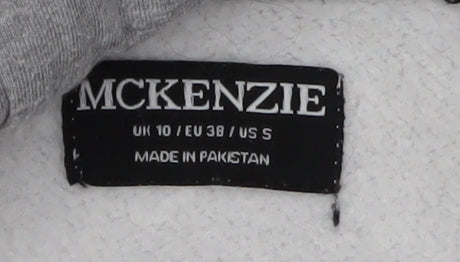 MCKENZIE
UK 10 / EU 38 / US S
MADE IN PAKISTAN